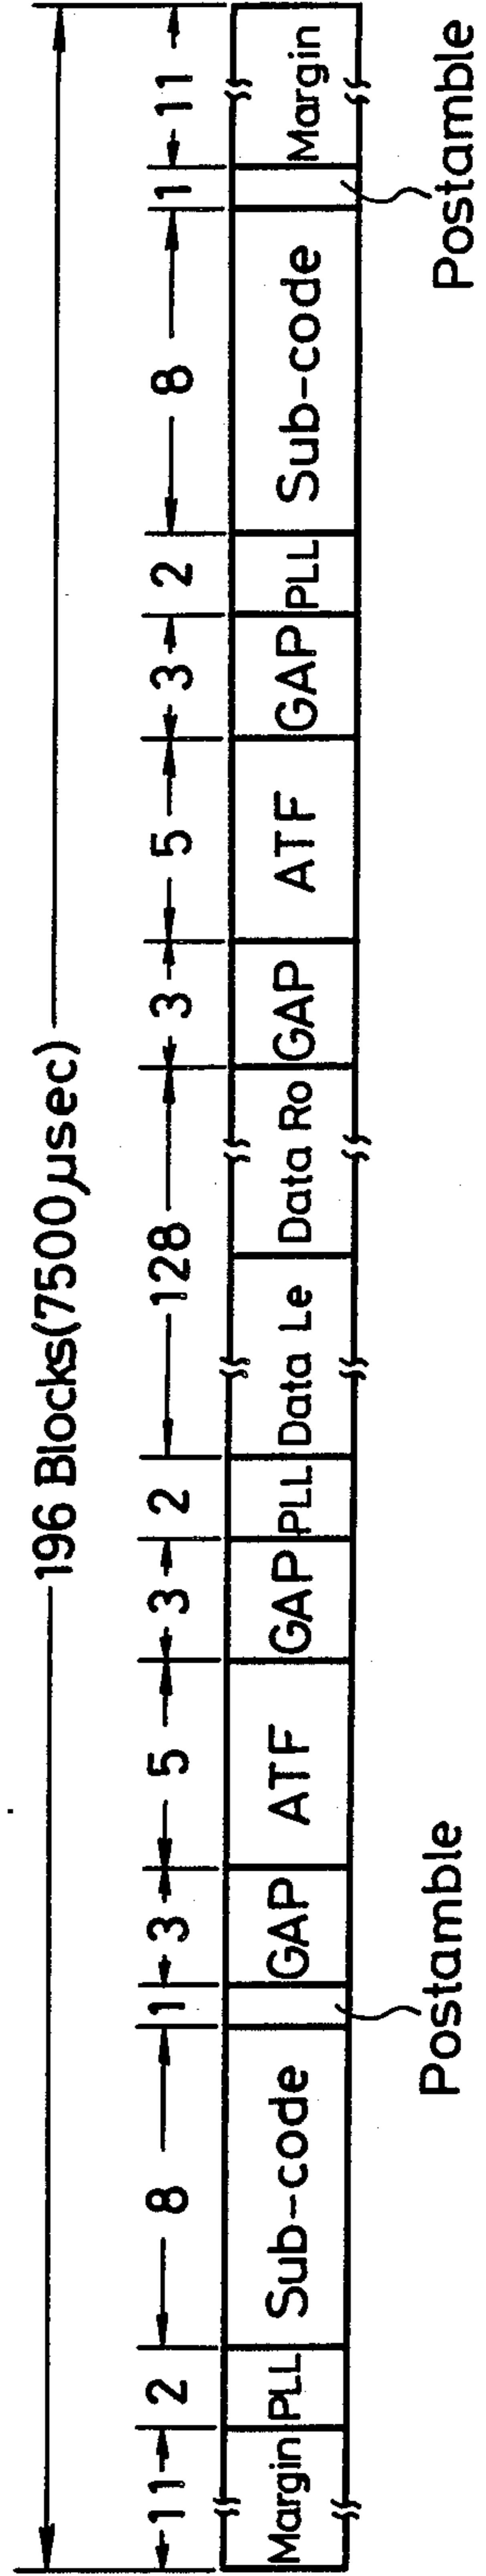 196 Blocks(7500μsec)
11 2 8 1 3 5 3 2 128 3 5 3 2 8 1 11
Margin PLL Sub-code GAP ATF GAP PLL Data Le Data Ro GAP ATF GAP PLL Sub-code Margin
Postamble Postamble